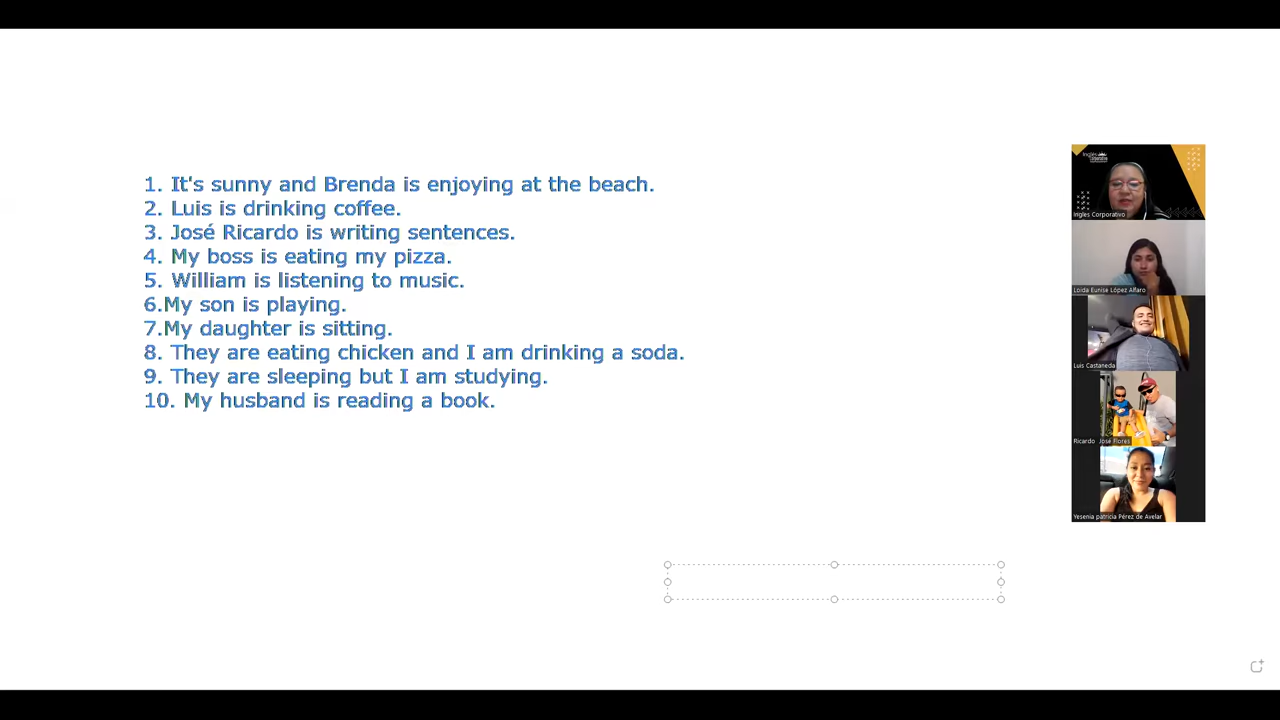 1. It's sunny and Brenda is enjoying at the beach.
2. Luis is drinking coffee.
3. José Ricardo is writing sentences.
4. My boss is eating my pizza.
5. William is listening to music.
6.My son is playing.
7.My daughter is sitting.
8. They are eating chicken and I am drinking a soda.
9. They are sleeping but I am studying.
10. My husband is reading a book.
Inglés
Ingles Corporativo
Loida Eunise López Alfaro
Luis Castaneda
Ricardo José Flores
Yesenia patricia Pérez de Avelar